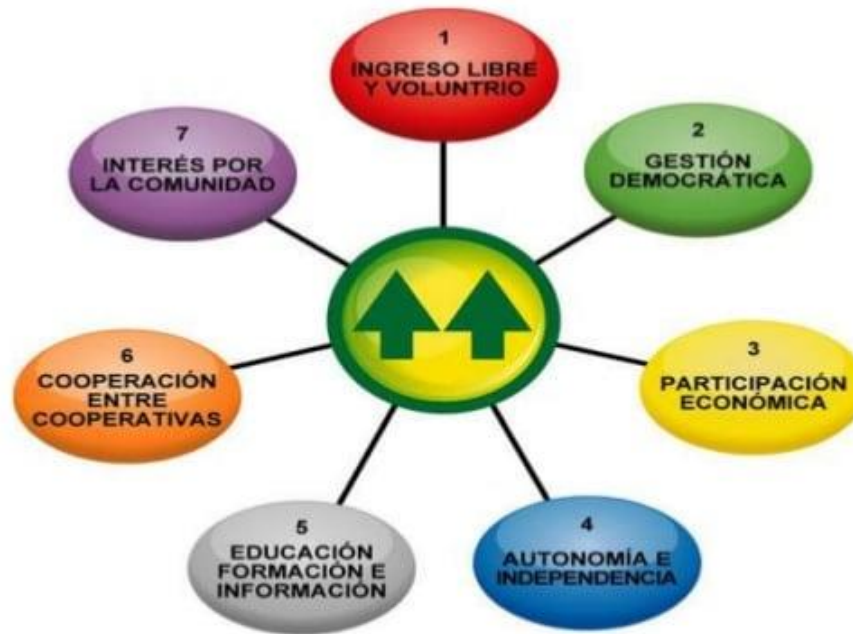 1
INGRESO LIBRE
Y VOLUNTRIO
2
GESTIÓN
DEMOCRÁTICA
3
PARTICIPACIÓN
ECONÓMICA
4
AUTONOMÍA E
INDEPENDENCIA
5
EDUCACIÓN
FORMACIÓN E
INFORMACIÓN
6
COOPERACIÓN
ENTRE
COOPERATIVAS
7
INTERÉS POR
LA COMUNIDAD